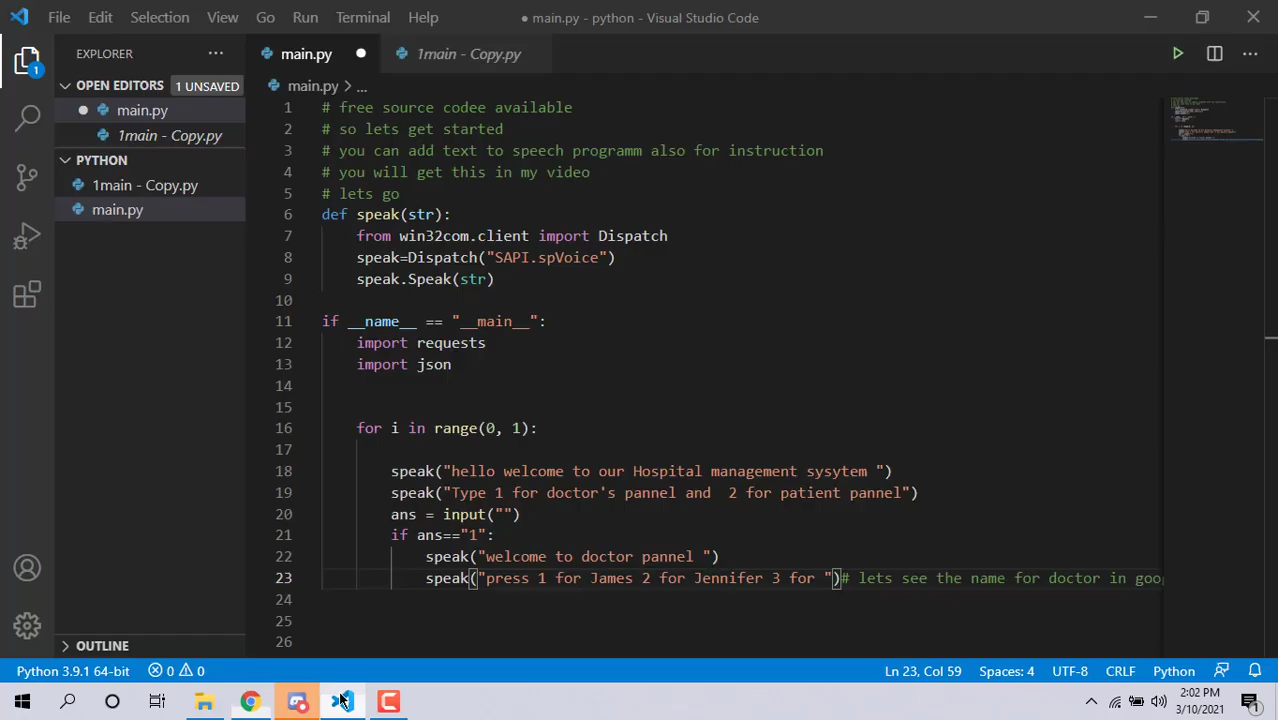 File Edit Selection View Go Run Terminal Help
● main.py - python - Visual Studio Code
EXPLORER
main.py
1main - Copy.py
OPEN EDITORS
1 UNSAVED
main.py > ...
main.py
1main - Copy.py
PYTHON
1main - Copy.py
main.py
1 # free source codee available
2 # so lets get started
3 # you can add text to speech programm also for instruction
4 # you will get this in my video
5 # lets go
6 def speak(str):
7 from win32com.client import Dispatch
8 speak=Dispatch("SAPI.spVoice")
9 speak.Speak(str)
10
11 if __name__ == "__main__":
12 import requests
13 import json
14
15
16 for i in range(0, 1):
17
18 speak("hello welcome to our Hospital management sysytem ")
19 speak("Type 1 for doctor's pannel and  2 for patient pannel")
20 ans = input("")
21 if ans=="1":
22 speak("welcome to doctor pannel ")
23 speak("press 1 for James 2 for Jennifer 3 for ")# lets see the name for doctor in goo
24
25
26
OUTLINE
1
Python 3.9.1 64-bit
0
0
Ln 23, Col 59
Spaces: 4
UTF-8
CRLF
Python
2:02 PM
3/10/2021
1